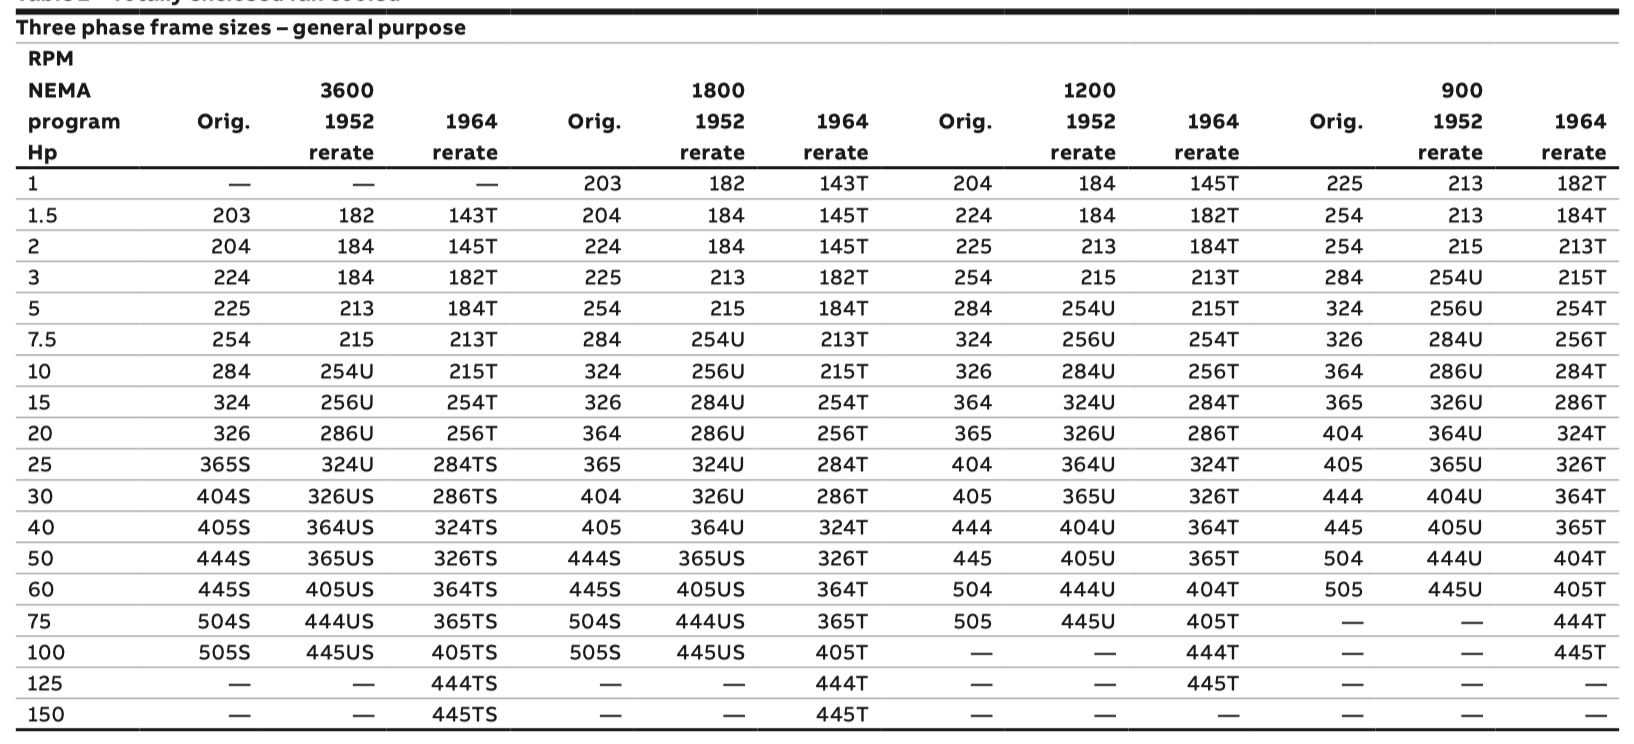 Three phase frame sizes – general purpose
RPM
NEMA 3600 1800 1200 900
program Orig. 1952 1964 Orig. 1952 1964 Orig. 1952 1964 Orig. 1952 1964
Hp rerate rerate rerate rerate rerate rerate rerate rerate
1 — — — 203 182 143T 204 184 145T 225 213 182T
1.5 203 182 143T 204 184 145T 224 184 182T 254 213 184T
2 204 184 145T 224 184 145T 225 213 184T 254 215 213T
3 224 184 182T 225 213 182T 254 215 213T 284 254U 215T
5 225 213 184T 254 215 184T 284 254U 215T 324 256U 254T
7.5 254 215 213T 284 254U 213T 324 256U 254T 326 284U 256T
10 284 254U 215T 324 256U 215T 326 284U 256T 364 286U 284T
15 324 256U 254T 326 284U 254T 364 324U 284T 365 326U 286T
20 326 286U 256T 364 286U 256T 365 326U 286T 404 364U 324T
25 365S 324U 284TS 365 324U 284T 404 364U 324T 405 365U 326T
30 404S 326US 286TS 404 326U 286T 405 365U 326T 444 404U 364T
40 405S 364US 324TS 405 364U 324T 444 404U 364T 445 405U 365T
50 444S 365US 326TS 444S 365US 326T 445 405U 365T 504 444U 404T
60 445S 405US 364TS 445S 405US 364T 504 444U 404T 505 445U 405T
75 504S 444US 365TS 504S 444US 365T 505 445U 405T — — 444T
100 505S 445US 405TS 505S 445US 405T — — 444T — — 445T
125 — — 444TS — — 444T — — 445T — — —
150 — — 445TS — — 445T — — — — — —